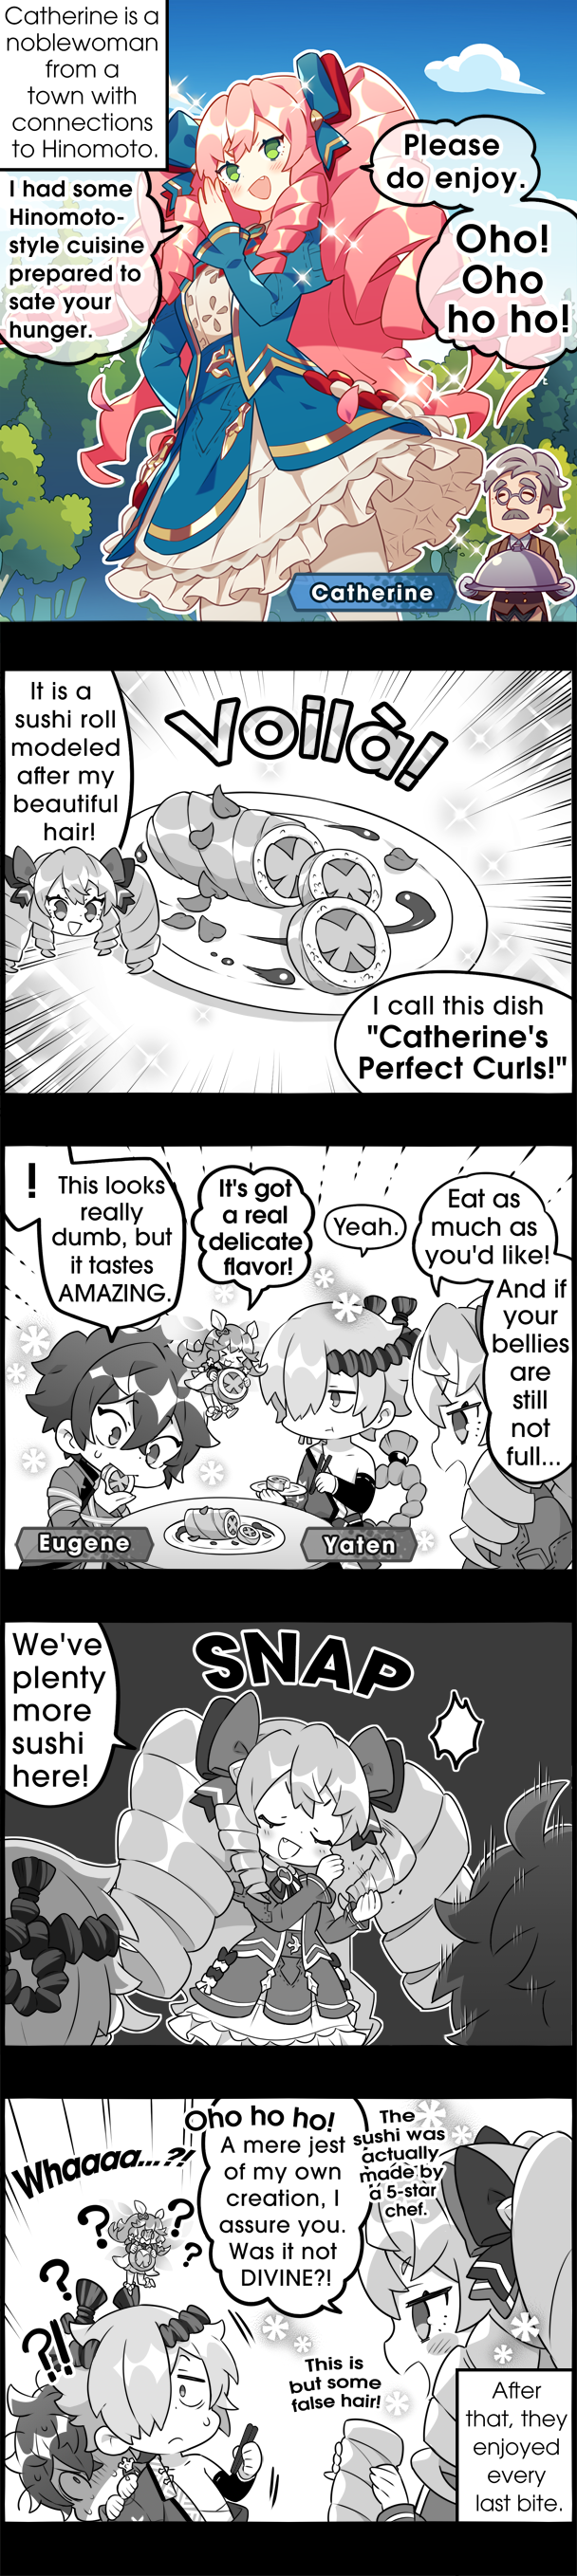 Catherine is a
noblewoman
from a
town with
connections
to Hinomoto.
I had some
Hinomoto-
style cuisine
prepared to
sate your
hunger.
Please
do enjoy.
Oho!
Oho
ho ho!
Catherine
It is a
sushi roll
modeled
after my
beautiful
hair!
Voilà!
I call this dish
"Catherine's
Perfect Curls!"
!
This looks
really
dumb, but
it tastes
AMAZING.
It's got
a real
delicate
flavor!
Yeah.
Eat as
much as
you'd like!
And if
your
bellies
are
still
not
full...
Eugene
Yaten
We've
plenty
more
sushi
here!
SNAP
Whaaaa...?!
? ? ? ? ?!
Oho ho ho!
A mere jest
of my own
creation, I
assure you.
Was it not
DIVINE?!
The
sushi was
actually
made by
a 5-star
chef.
This is
but some
false hair!
After
that, they
enjoyed
every
last bite.